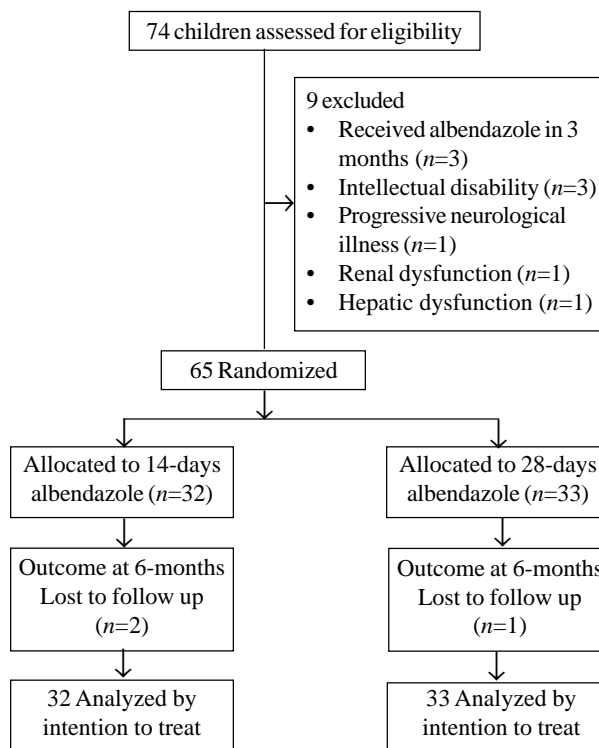 74 children assessed for eligibility
9 excluded
• Received albendazole in 3
months (n=3)
• Intellectual disability (n=3)
• Progressive neurological
illness (n=1)
• Renal dysfunction (n=1)
• Hepatic dysfunction (n=1)
65 Randomized
Allocated to 14-days
albendazole (n=32)
Allocated to 28-days
albendazole (n=33)
Outcome at 6-months
Lost to follow up
(n=2)
Outcome at 6-months
Lost to follow up
(n=1)
32 Analyzed by
intention to treat
33 Analyzed by
intention to treat